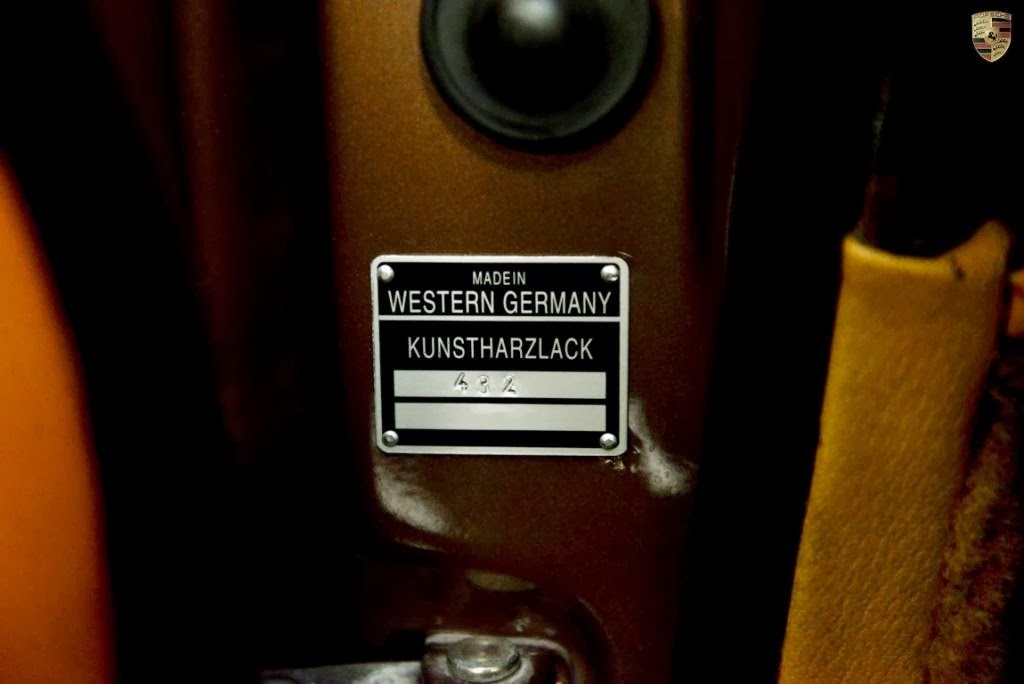 MADE IN
WESTERN GERMANY
KUNSTHARZLACK
432